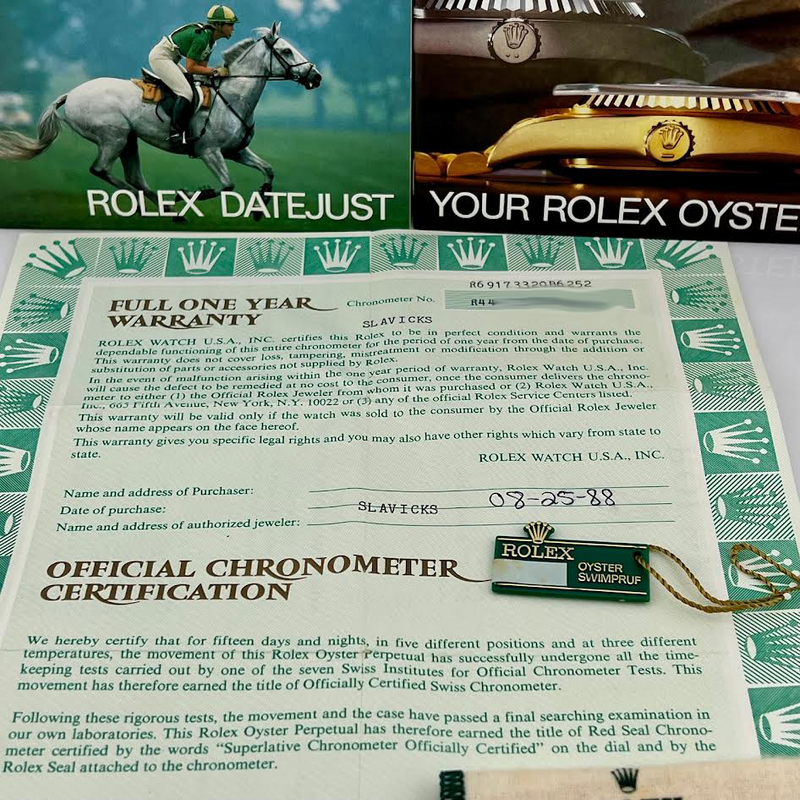 ROLEX DATEJUST
YOUR ROLEX OYSTE
FULL ONE YEAR
WARRANTY
Chronometer No.
R69173320B6252
R44
SLAVICKS
ROLEX WATCH U.S.A., INC. certifies this Rolex to be in perfect condition and warrants the
dependable functioning of this entire chronometer for the period of one year from the date of purchase.
This warranty does not cover loss, tampering, mistreatment or modification through the addition or
substitution of parts or accessories not supplied by Rolex.
In the event of malfunction arising within the one year period of warranty, Rolex Watch U.S.A., Inc.
will cause the defect to be remedied at no cost to the consumer, once the consumer delivers the chrono-
meter to either (1) the Official Rolex Jeweler from whom it was purchased or (2) Rolex Watch U.S.A.,
Inc., 665 Fifth Avenue, New York, N.Y. 10022 or (3) any of the official Rolex Service Centers listed.
This warranty will be valid only if the watch was sold to the consumer by the Official Rolex Jeweler
whose name appears on the face hereof.
This warranty gives you specific legal rights and you may also have other rights which vary from state to
state.
ROLEX WATCH U.S.A., INC.
Name and address of Purchaser:
Date of purchase:
SLAVICKS
08-25-88
Name and address of authorized jeweler:
ROLEX
OYSTER
SWIMPRUF
OFFICIAL CHRONOMETER
CERTIFICATION
We hereby certify that for fifteen days and nights, in five different positions and at three different
temperatures, the movement of this Rolex Oyster Perpetual has successfully undergone all the time-
keeping tests carried out by one of the seven Swiss Institutes for Official Chronometer Tests. This
movement has therefore earned the title of Officially Certified Swiss Chronometer.
Following these rigorous tests, the movement and the case have passed a final searching examination in
our own laboratories. This Rolex Oyster Perpetual has therefore earned the title of Red Seal Chrono-
meter certified by the words “Superlative Chronometer Officially Certified” on the dial and by the
Rolex Seal attached to the chronometer.